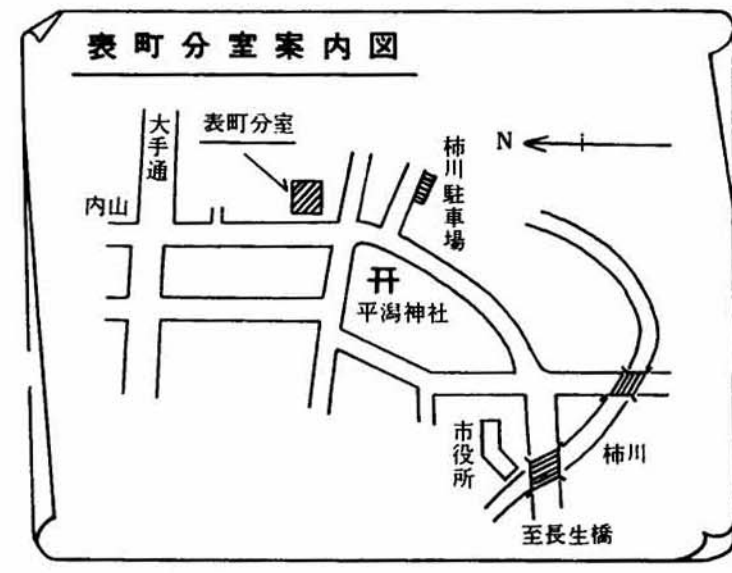 表町分室案内図
大手通
表町分室
内山
柿川駐車場
N
平潟神社
市役所
柿川
至長生橋